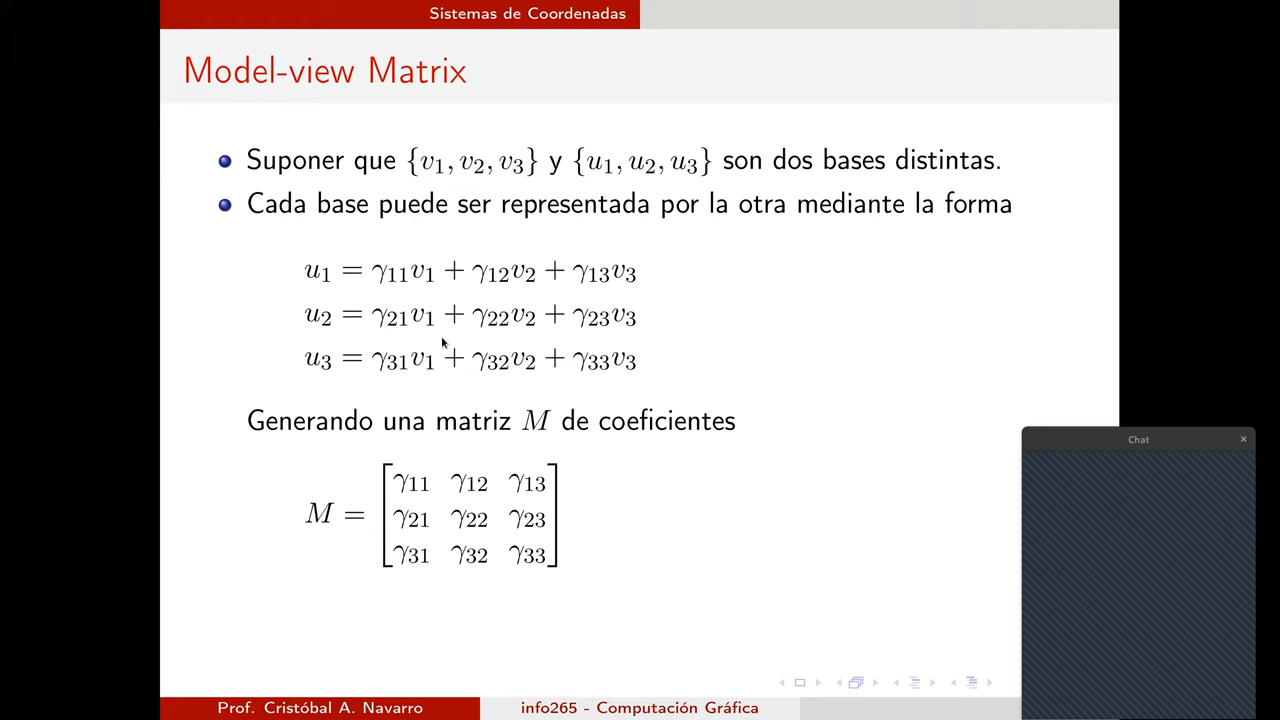 Sistemas de Coordenadas
Model-view Matrix
Suponer que {v₁, v₂, v₃} y {u₁, u₂, u₃} son dos bases distintas.
Cada base puede ser representada por la otra mediante la forma
u₁ = γ₁₁v₁ + γ₁₂v₂ + γ₁₃v₃
u₂ = γ₂₁v₁ + γ₂₂v₂ + γ₂₃v₃
u₃ = γ₃₁v₁ + γ₃₂v₂ + γ₃₃v₃
Generando una matriz M de coeficientes
γ₁₁ γ₁₂ γ₁₃
M = [γ₂₁ γ₂₂ γ₂₃]
γ₃₁ γ₃₂ γ₃₃
Chat
Prof. Cristóbal A. Navarro
info265 - Computación Gráfica